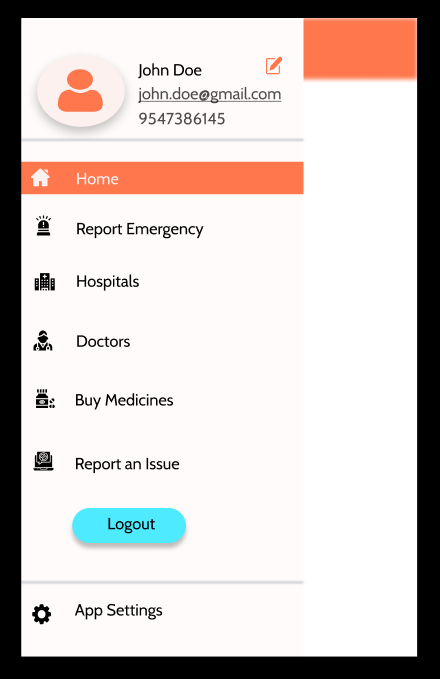 John Doe
john.doe@gmail.com
9547386145
Home
Report Emergency
Hospitals
Doctors
Buy Medicines
Report an Issue
Logout
App Settings